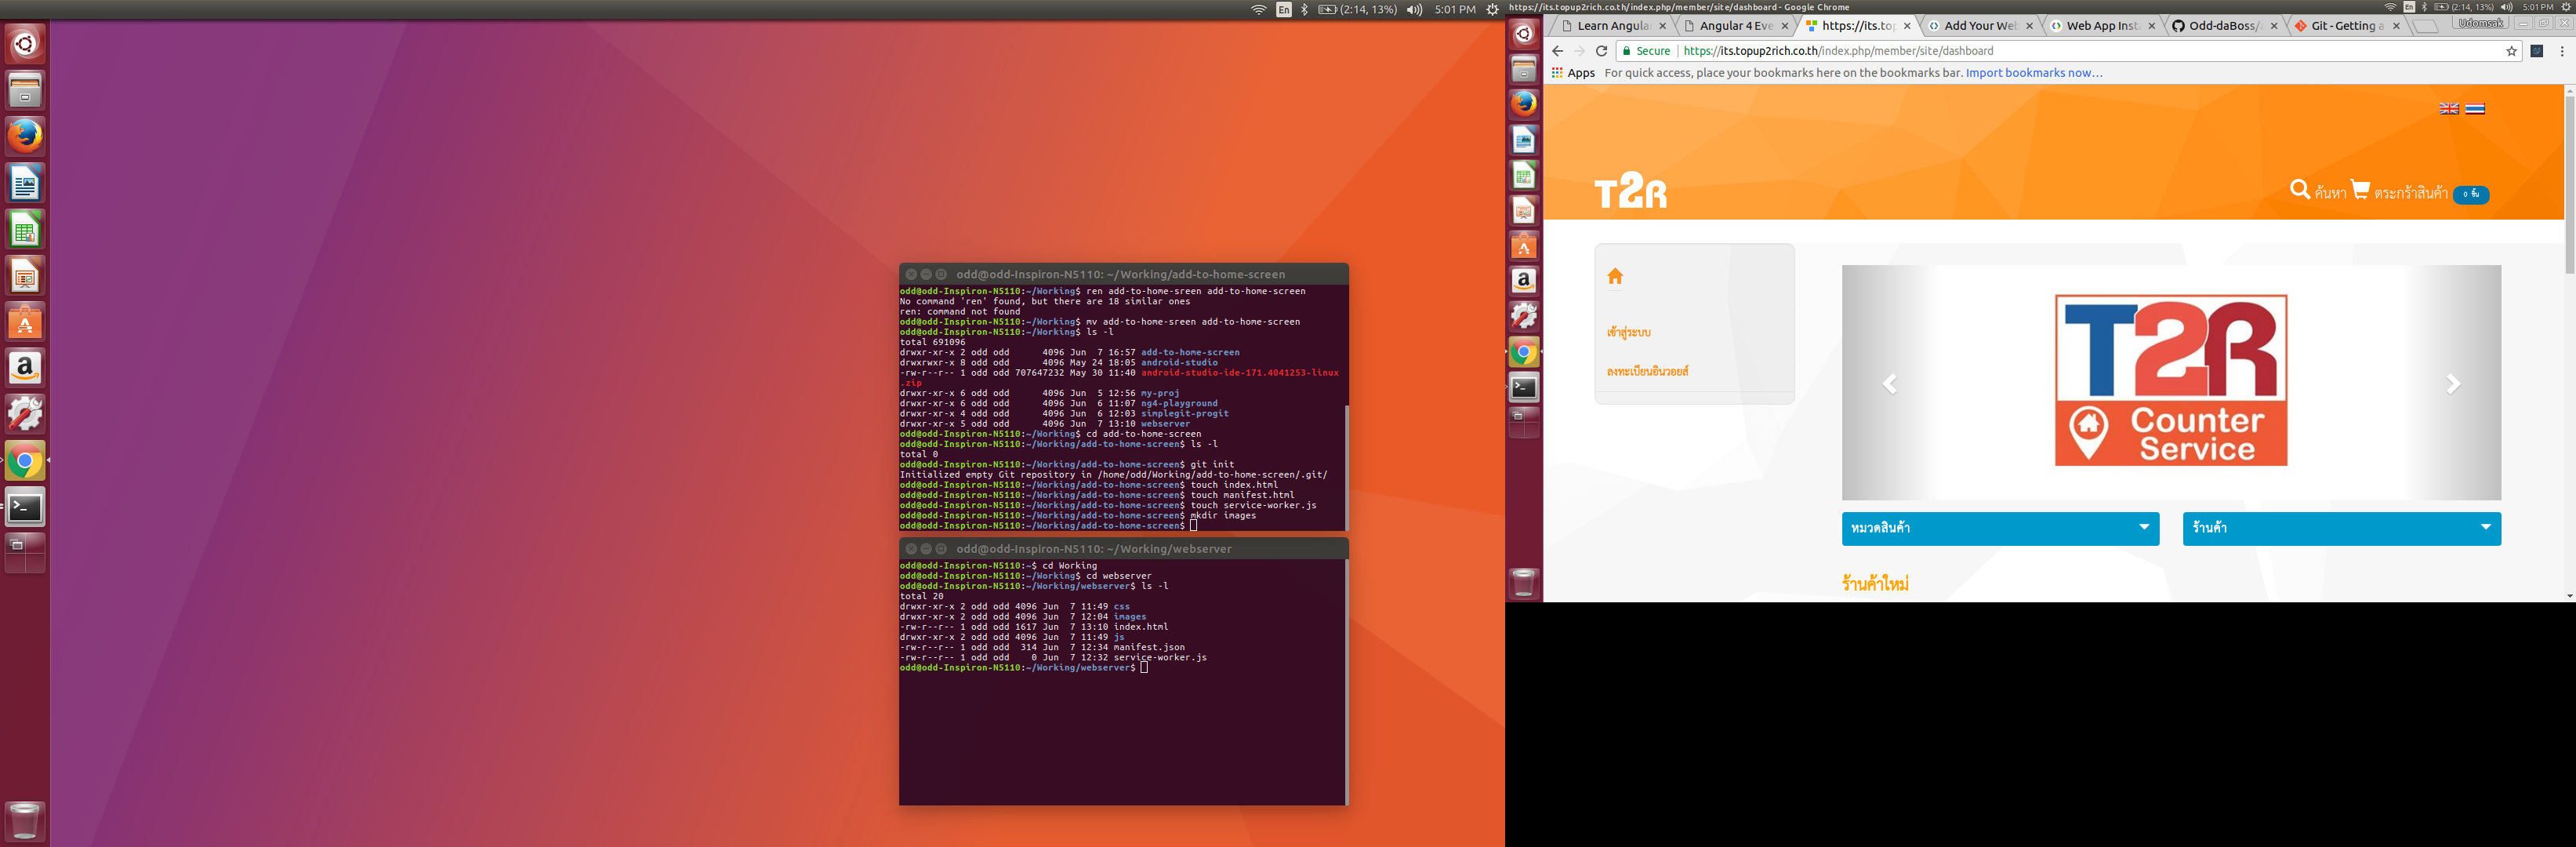 En (2:14, 13%) 5:01 PM
odd@odd-Inspiron-N5110: ~/Working/add-to-home-screen
odd@odd-Inspiron-N5110:~/Working$ ren add-to-home-sreen add-to-home-screen
No command 'ren' found, but there are 18 similar ones
ren: command not found
odd@odd-Inspiron-N5110:~/Working$ mv add-to-home-sreen add-to-home-screen
odd@odd-Inspiron-N5110:~/Working$ ls -l
total 691096
drwxr-xr-x 2 odd odd 4096 Jun 7 16:57 add-to-home-screen
drwxrwxr-x 8 odd odd 4096 May 24 18:05 android-studio
-rw-r--r-- 1 odd odd 707647232 May 30 11:40 android-studio-ide-171.4041253-linux
.zip
drwxr-xr-x 6 odd odd 4096 Jun 5 12:56 my-proj
drwxr-xr-x 6 odd odd 4096 Jun 6 11:07 ng4-playground
drwxr-xr-x 4 odd odd 4096 Jun 6 12:03 simplegit-progit
drwxr-xr-x 5 odd odd 4096 Jun 7 13:10 webserver
odd@odd-Inspiron-N5110:~/Working$ cd add-to-home-screen
odd@odd-Inspiron-N5110:~/Working/add-to-home-screen$ ls -l
total 0
odd@odd-Inspiron-N5110:~/Working/add-to-home-screen$ git init
Initialized empty Git repository in /home/odd/Working/add-to-home-screen/.git/
odd@odd-Inspiron-N5110:~/Working/add-to-home-screen$ touch index.html
odd@odd-Inspiron-N5110:~/Working/add-to-home-screen$ touch manifest.html
odd@odd-Inspiron-N5110:~/Working/add-to-home-screen$ touch service-worker.js
odd@odd-Inspiron-N5110:~/Working/add-to-home-screen$ mkdir images
odd@odd-Inspiron-N5110:~/Working/add-to-home-screen$
odd@odd-Inspiron-N5110: ~/Working/webserver
odd@odd-Inspiron-N5110:~$ cd Working
odd@odd-Inspiron-N5110:~/Working$ cd webserver
odd@odd-Inspiron-N5110:~/Working/webserver$ ls -l
total 20
drwxr-xr-x 2 odd odd 4096 Jun 7 11:49 css
drwxr-xr-x 2 odd odd 4096 Jun 7 12:04 images
-rw-r--r-- 1 odd odd 1617 Jun 7 13:10 index.html
drwxr-xr-x 2 odd odd 4096 Jun 7 11:49 js
-rw-r--r-- 1 odd odd 314 Jun 7 12:34 manifest.json
-rw-r--r-- 1 odd odd 0 Jun 7 12:32 service-worker.js
odd@odd-Inspiron-N5110:~/Working/webserver$
https://its.topup2rich.co.th/index.php/member/site/dashboard - Google Chrome En (2:14, 13%) 5:01 PM
Learn Angula Angular 4 Eve https://its.top Add Your Web Web App Insta Odd-daBoss/ Git - Getting a Udomsak
Secure https://its.topup2rich.co.th/index.php/member/site/dashboard
Apps For quick access, place your bookmarks here on the bookmarks bar. Import bookmarks now…
T2R ค้นหา ตระกร้าสินค้า 0 ชิ้น
เข้าสู่ระบบ
ลงทะเบียนอินวอยส์
T2R
Counter
Service
หมวดสินค้า ร้านค้า
ร้านค้าใหม่